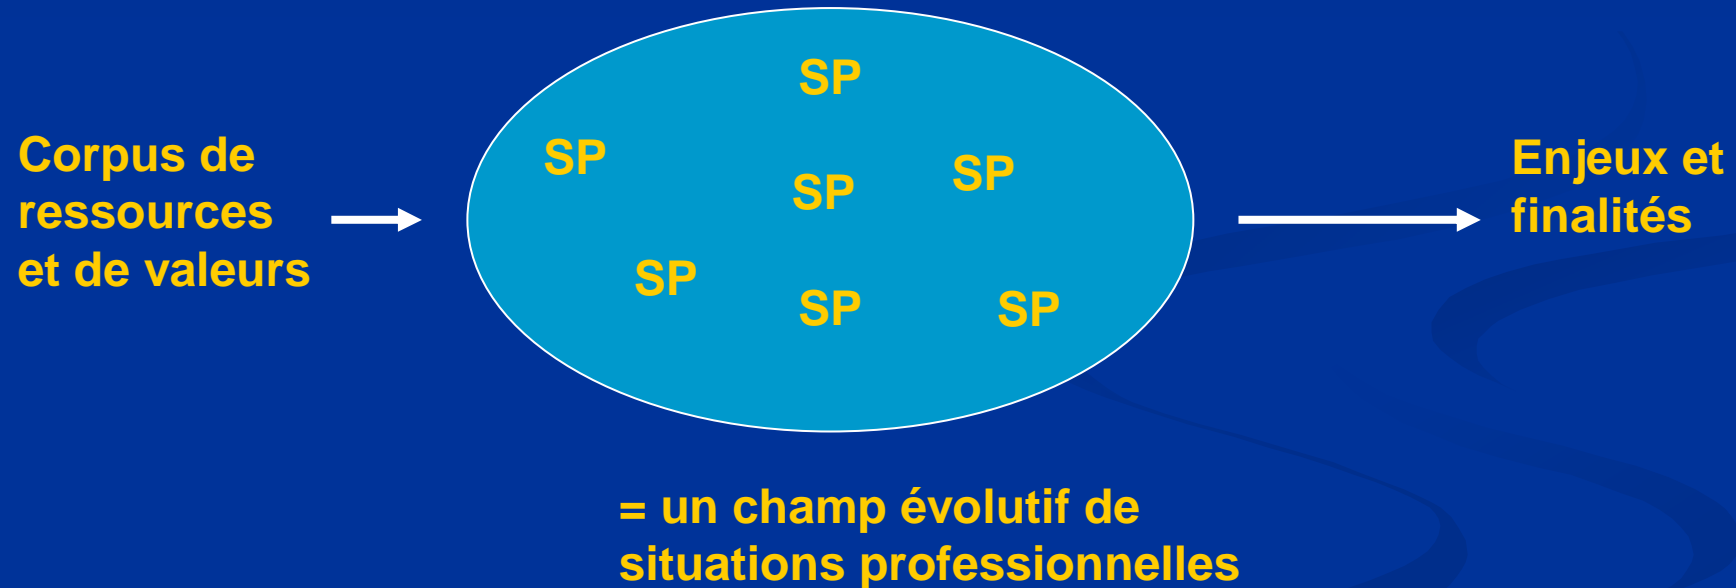 Corpus de
ressources
et de valeurs
SP
SP
SP
SP
SP
SP
SP
Enjeux et
finalités
= un champ évolutif de
situations professionnelles